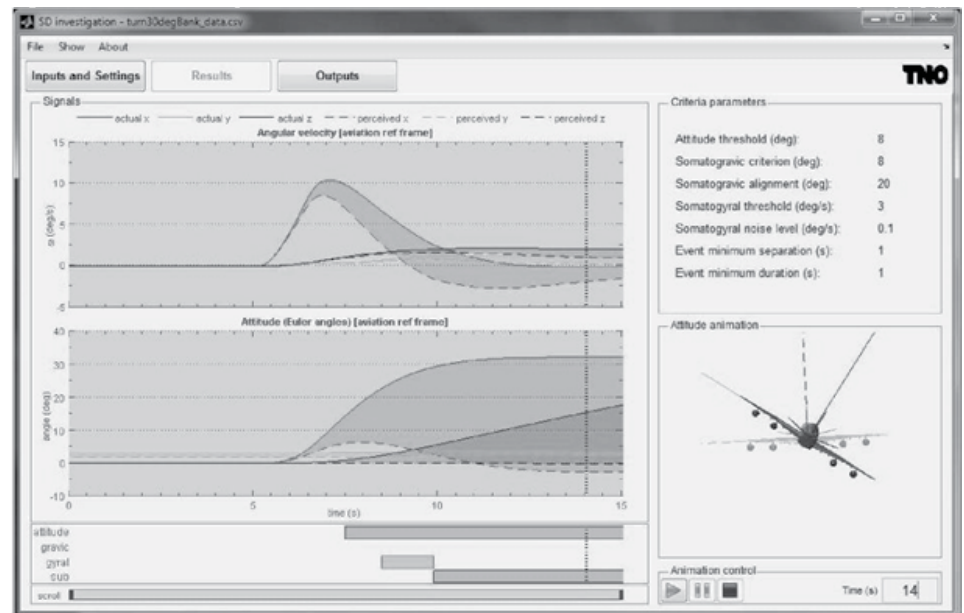 SD investigation - turn30degBank_data.csv
File Show About
Inputs and Settings Results Outputs
TNO
Signals
actual x actual y actual z perceived x perceived y perceived z
Angular velocity [aviation ref frame]
15
10
5
0
-5
ω (deg/s)
Attitude (Euler angles) [aviation ref frame]
40
30
20
10
0
-10
angle (deg)
0 5 10 15
time (s)
attitude
gravic
gyral
sub
scroll
Criteria parameters
Attitude threshold (deg): 8
Somatogravic criterion (deg): 8
Somatogravic alignment (deg): 20
Somatogyral threshold (deg/s): 3
Somatogyral noise level (deg/s): 0.1
Event minimum separation (s): 1
Event minimum duration (s): 1
Attitude animation
Animation control
Time (s) 14